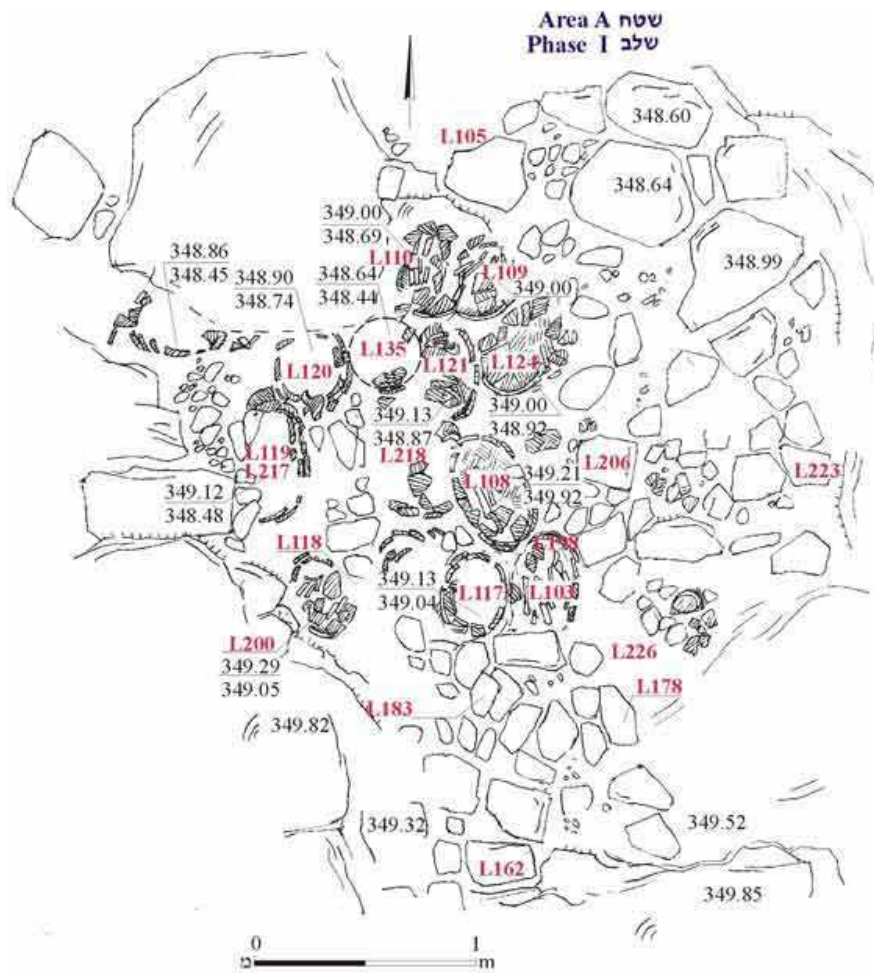 Area A שטח
Phase I שלב
348.60
L105
348.64
349.00
348.69
L110
348.86
348.45
348.90
348.74
348.64
348.44
L109
349.00
348.99
L135
L120
L121
L124
349.13
348.87
349.00
348.92
L119
L217
L218
L108
349.21
349.92
L206
L223
349.12
348.48
L118
L198
349.13
349.04
L117
L103
L200
349.29
349.05
L226
L183
L178
349.82
349.32
349.52
L162
349.85
0 1
מ m